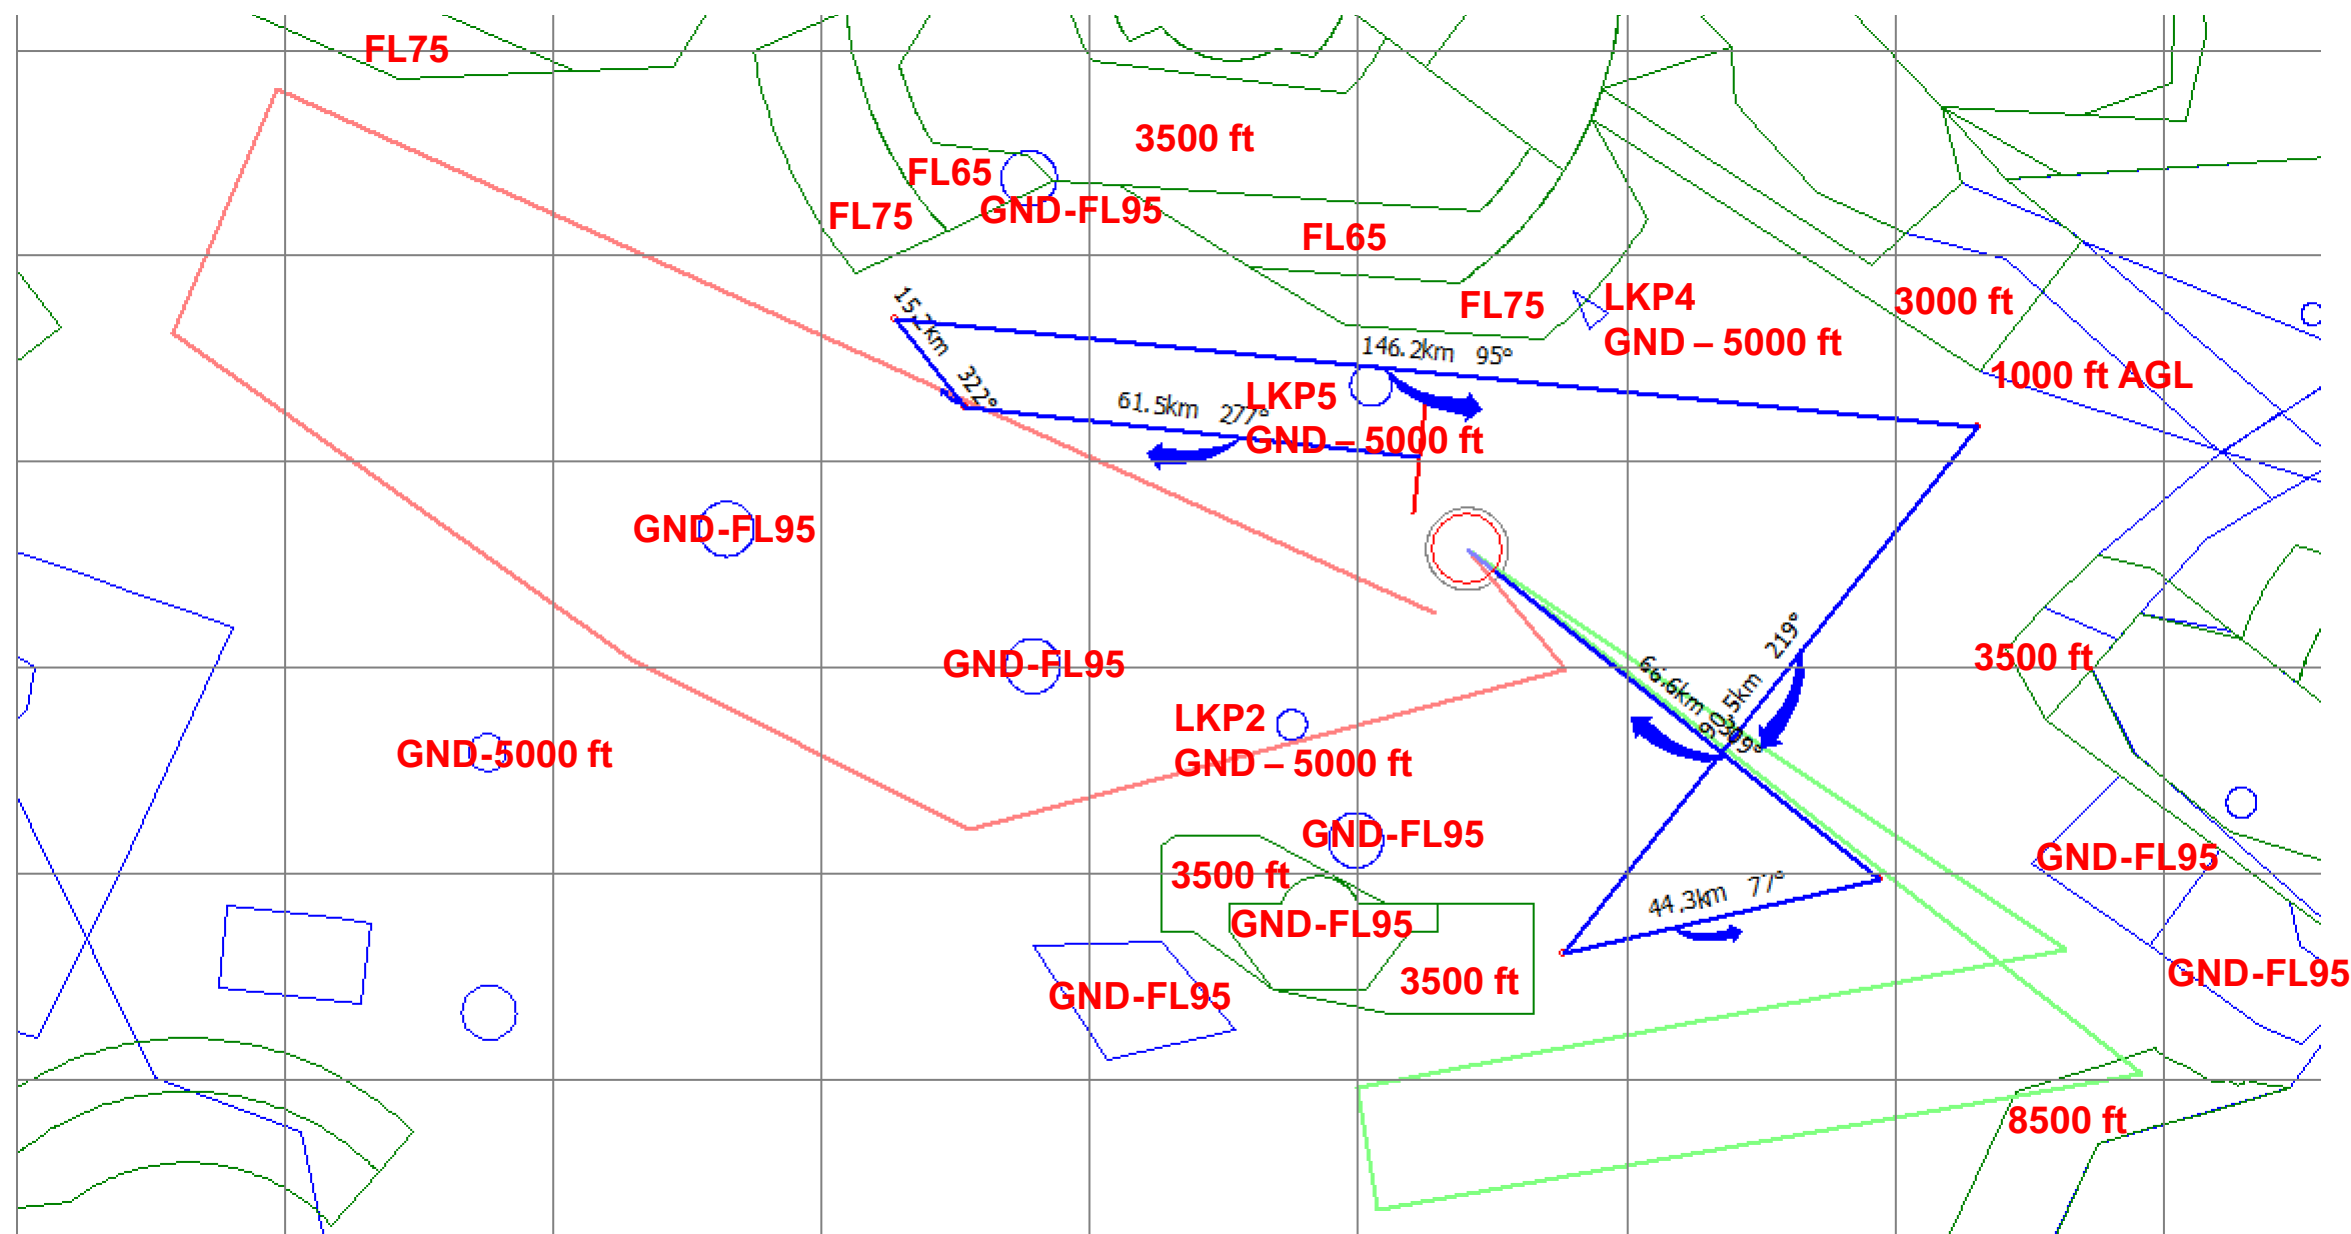 FL75
3500 ft
FL65
GND-FL95
FL75
FL65
LKP4
GND – 5000 ft
FL75
3000 ft
1000 ft AGL
15.2km
322°
146.2km 95°
61.5km 277°
LKP5
GND – 5000 ft
GND-FL95
GND-FL95
LKP2
GND – 5000 ft
GND-5000 ft
219°
66.6km
309°
90.5km
3500 ft
GND-FL95
3500 ft
GND-FL95
44.3km 77°
GND-FL95
3500 ft
GND-FL95
GND-FL95
8500 ft